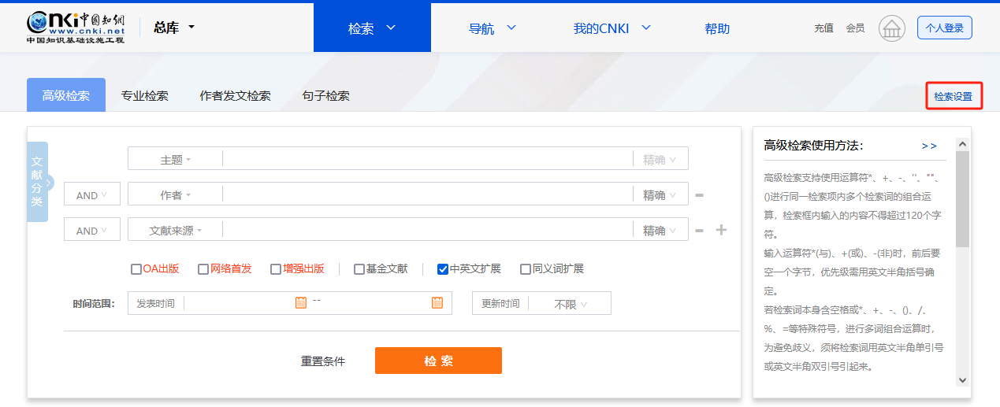 Cnki中国知网
www.cnki.net
中国知识基础设施工程
总库
检索
导航
我的CNKI
帮助
充值
会员
个人登录
高级检索
专业检索
作者发文检索
句子检索
检索设置
文献分类
主题
精确
AND
作者
精确
AND
文献来源
精确
OA出版
网络首发
增强出版
基金文献
中英文扩展
同义词扩展
时间范围:
发表时间
--
更新时间
不限
重置条件
检索
高级检索使用方法:
>>
高级检索支持使用运算符*、+、-、''、""、
()进行同一检索项内多个检索词的组合运
算，检索框内输入的内容不得超过120个字
符。
输入运算符*(与)、+(或)、-(非)时，前后要
空一个字节，优先级需用英文半角括号确
定。
若检索词本身含空格或*、+、-、()、/、
%、=等特殊符号，进行多词组合运算时，
为避免歧义，须将检索词用英文半角单引号
或英文半角双引号引起来。